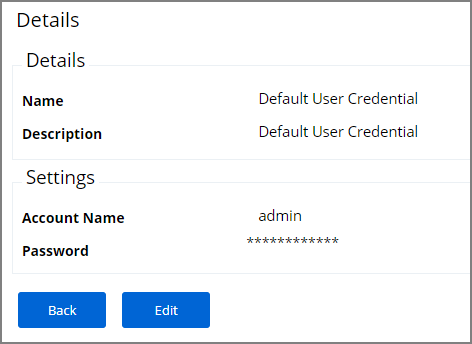 Details
Details
Name Default User Credential
Description Default User Credential
Settings
Account Name admin
Password ************
Back Edit